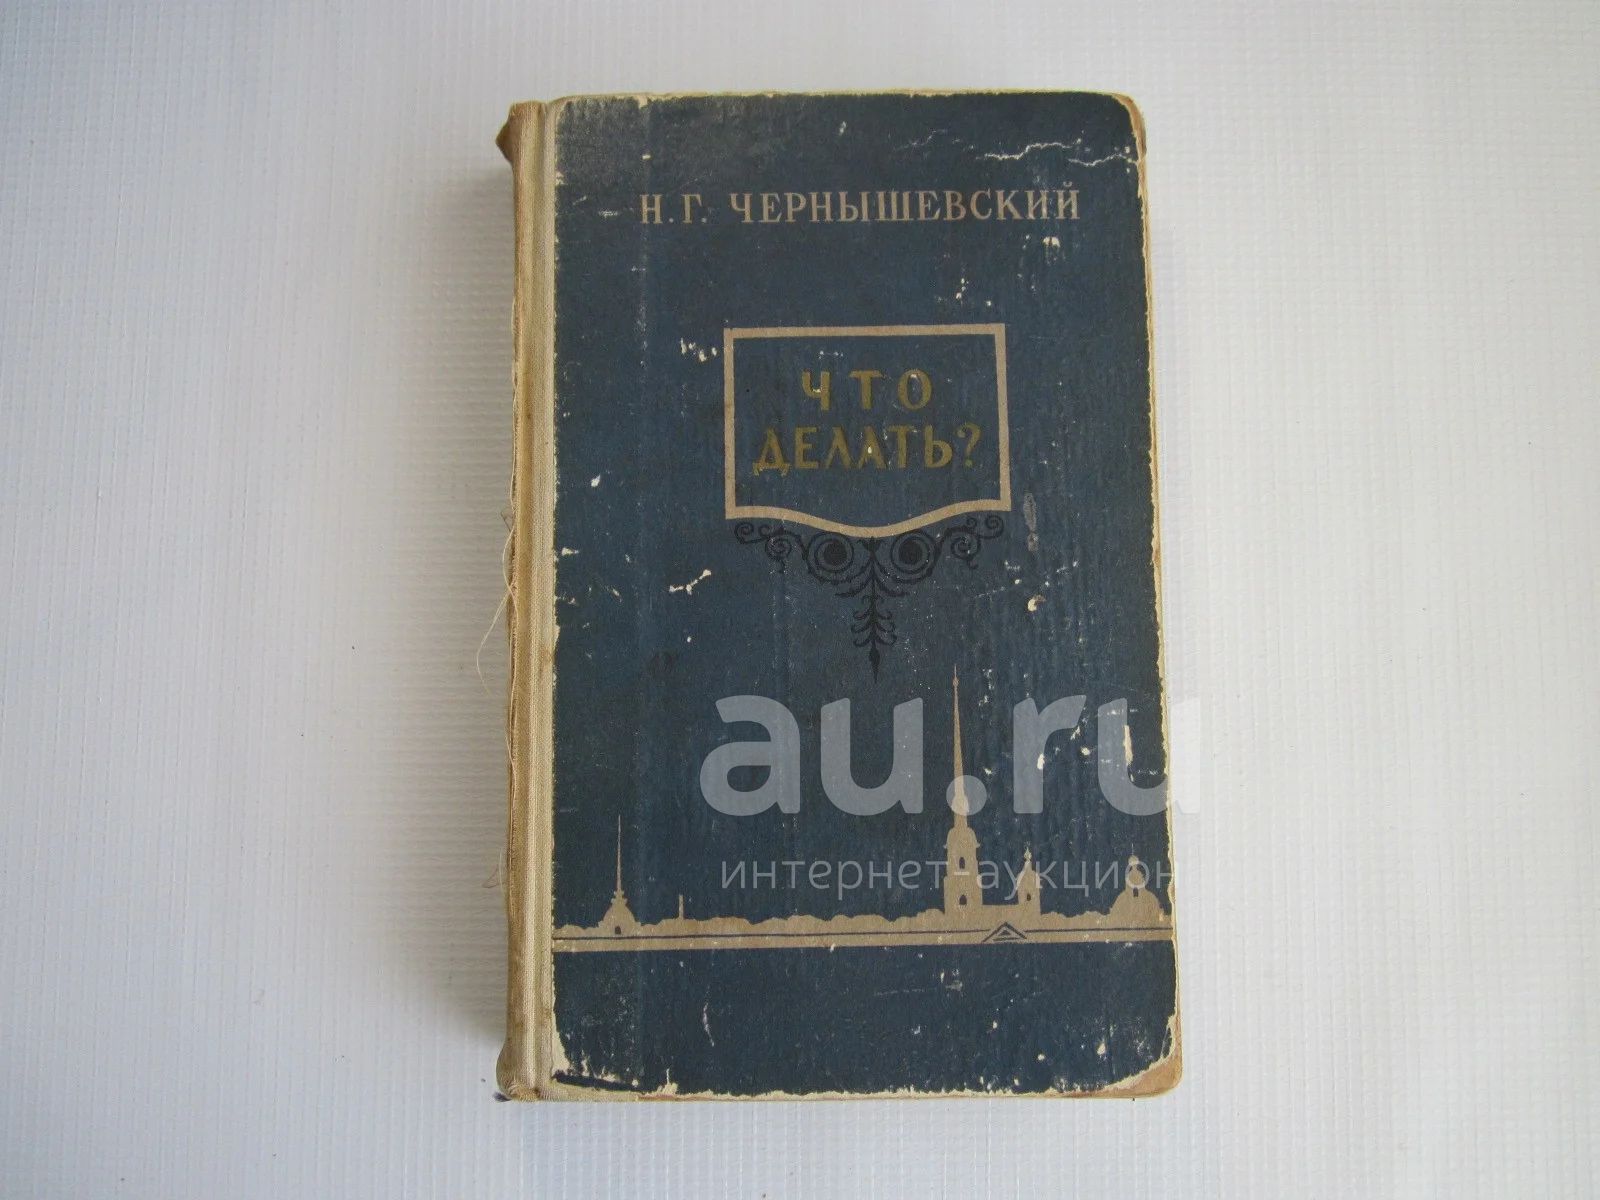 Н. Г. ЧЕРНЫШЕВСКИЙ
ЧТО
ДЕЛАТЬ?
au.ru
интернет-аукцион